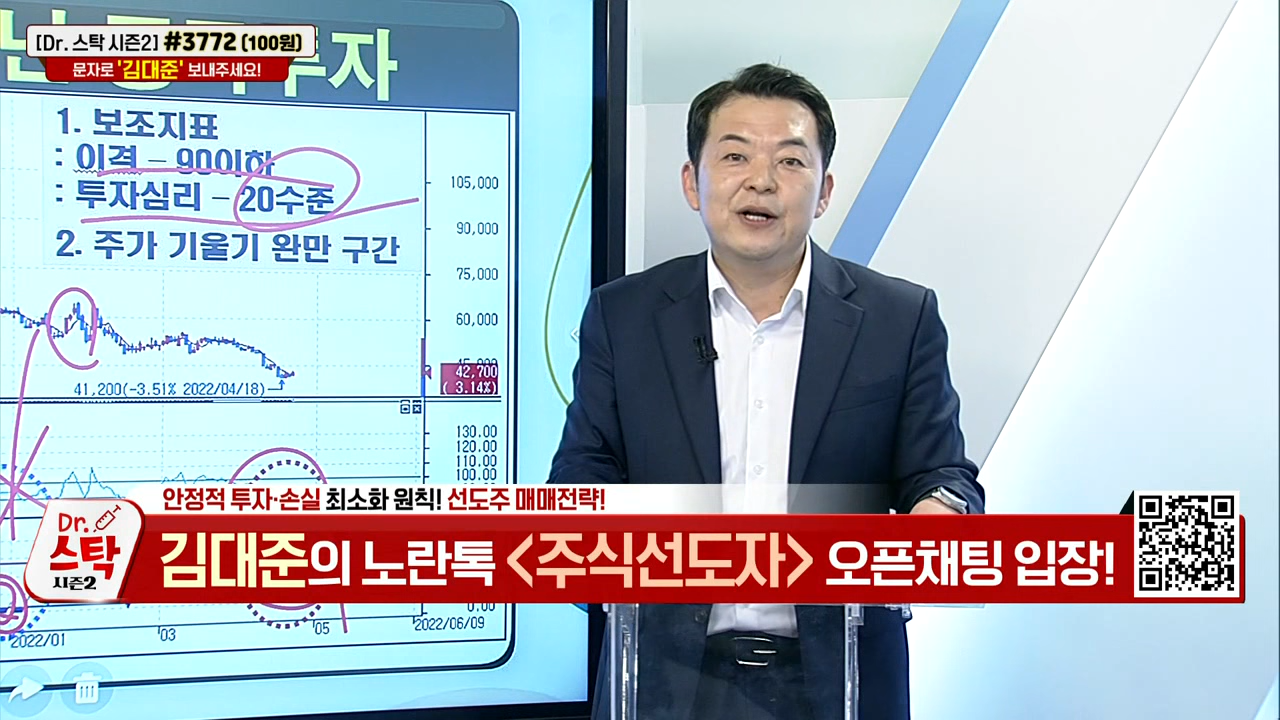 [Dr. 스탁 시즌2] #3772 (100원)
문자로 '김대준' 보내주세요!
투자
1. 보조지표
: 이격 – 90이하
: 투자심리 – 20수준
2. 주가 기울기 완만 구간
105,000
90,000
75,000
60,000
45,000
42,700
( 3.14%)
41,200(-3.51% 2022/04/18)
130.00
120.00
110.00
100.00
안정적 투자·손실 최소화 원칙! 선도주 매매전략!
Dr.
스탁
시즌2
김대준의 노란톡 <주식선도자> 오픈채팅 입장!
0.00
2022/01
03
05
2022/06/09